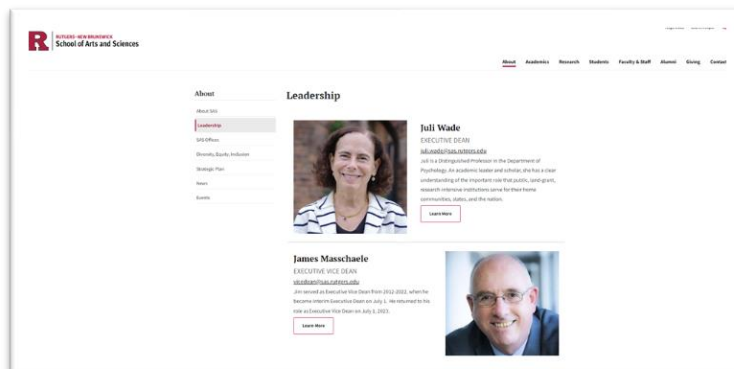 RUTGERS-NEW BRUNSWICK
School of Arts and Sciences
About Academics Research Students Faculty & Staff Alumni Giving Contact
About
About SAS
Leadership
SAS Offices
Diversity, Equity, Inclusion
Strategic Plan
News
Events
Leadership
Juli Wade
EXECUTIVE DEAN
juli.wade@sas.rutgers.edu
Juli is a Distinguished Professor in the Department of
Psychology. An academic leader and scholar, she has a clear
understanding of the important role that public, land-grant,
research-intensive institutions serve for their home
communities, states, and the nation.
Learn More
James Masschaele
EXECUTIVE VICE DEAN
vicedean@sas.rutgers.edu
Jim served as Executive Vice Dean from 2012-2022, when he
became Interim Executive Dean on July 1. He returned to his
role as Executive Vice Dean on July 1, 2023.
Learn More